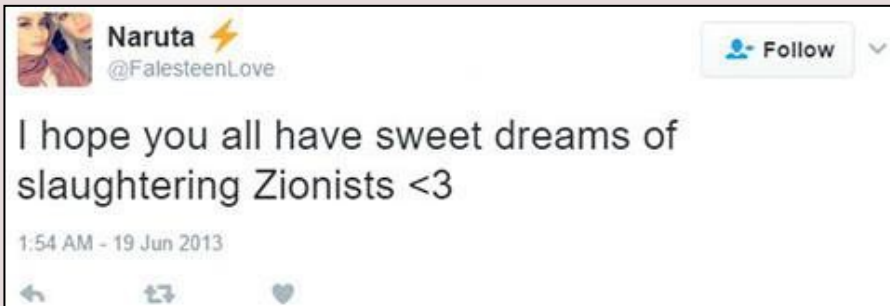 Naruta ⚡
@FalesteenLove
Follow
I hope you all have sweet dreams of
slaughtering Zionists <3
1:54 AM - 19 Jun 2013